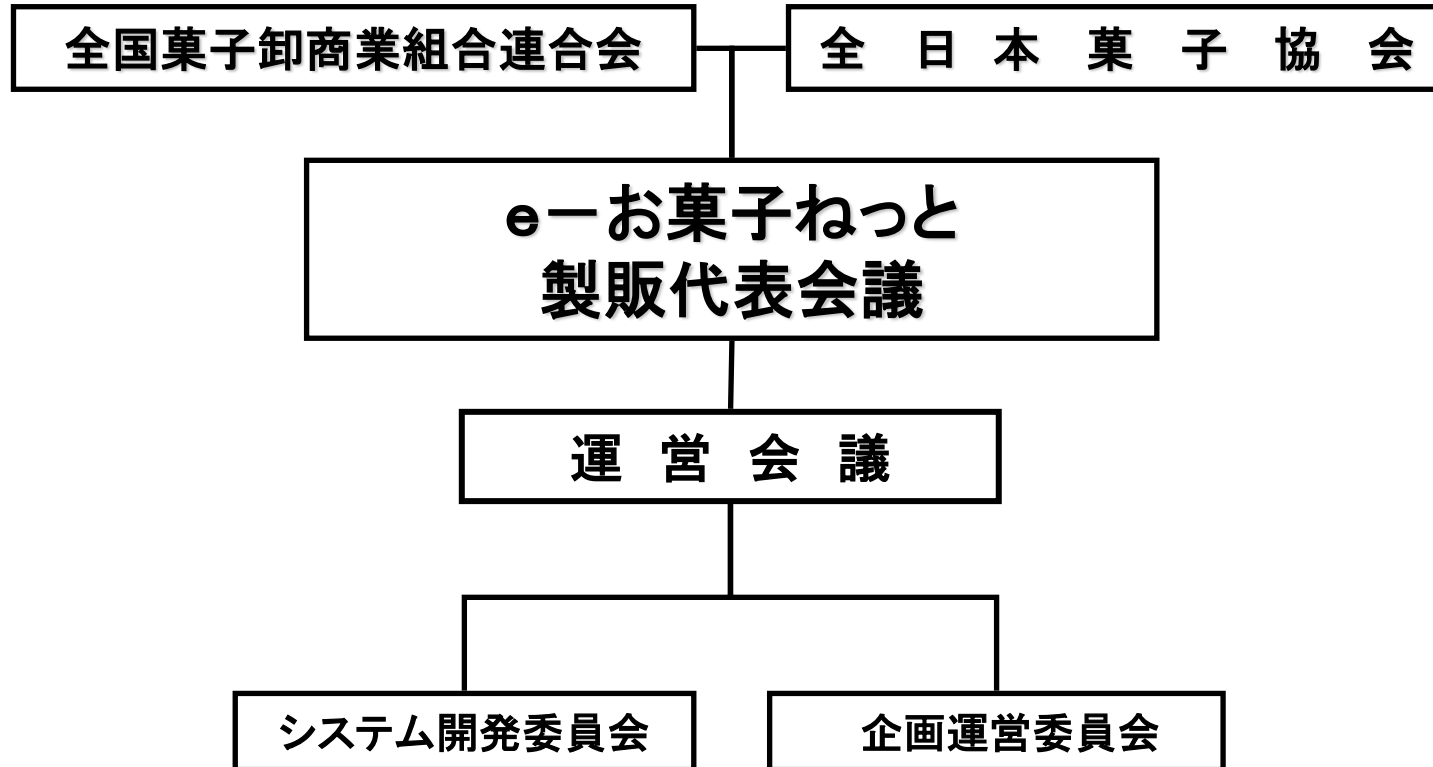 全国菓子卸商業組合連合会
全　日　本　菓　子　協　会
e－お菓子ねっと
製販代表会議
運　営　会　議
システム開発委員会
企画運営委員会